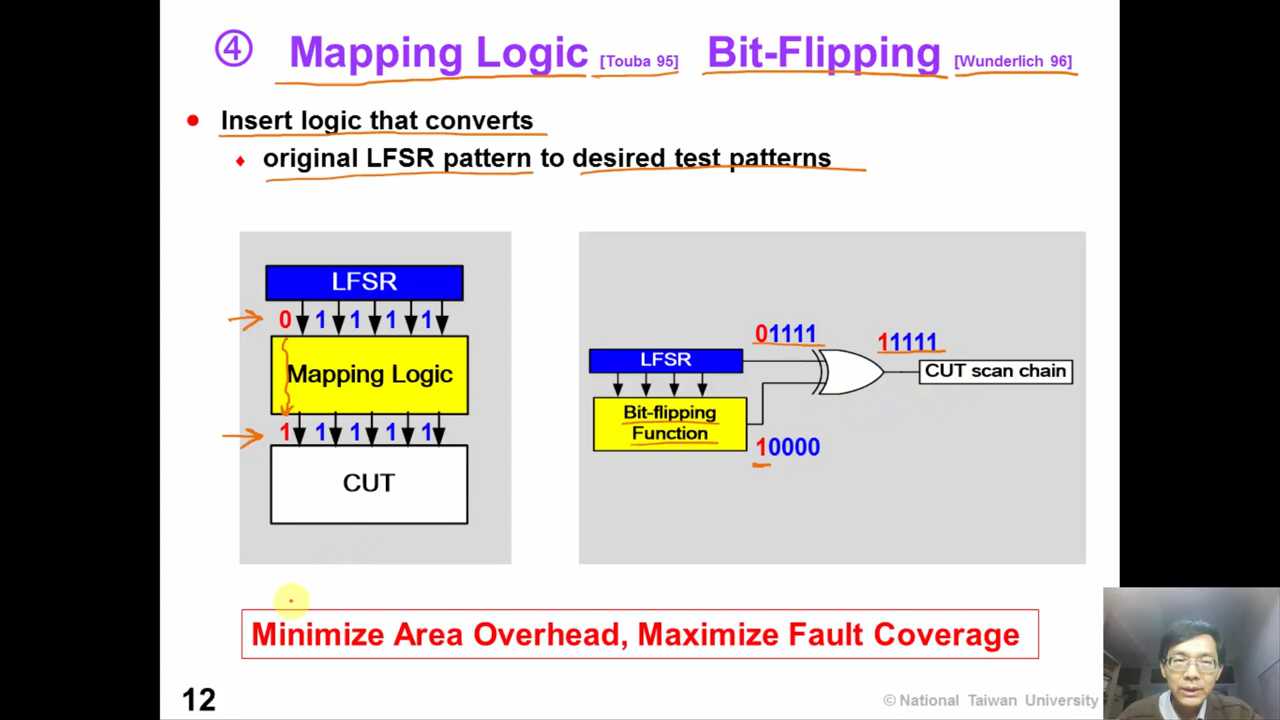 ④ Mapping Logic [Touba 95] Bit-Flipping [Wunderlich 96]
Insert logic that converts
original LFSR pattern to desired test patterns
LFSR
0 1 1 1 1
Mapping Logic
1 1 1 1 1
CUT
01111
11111
LFSR
CUT scan chain
Bit-flipping
Function
10000
Minimize Area Overhead, Maximize Fault Coverage
12
© National Taiwan University